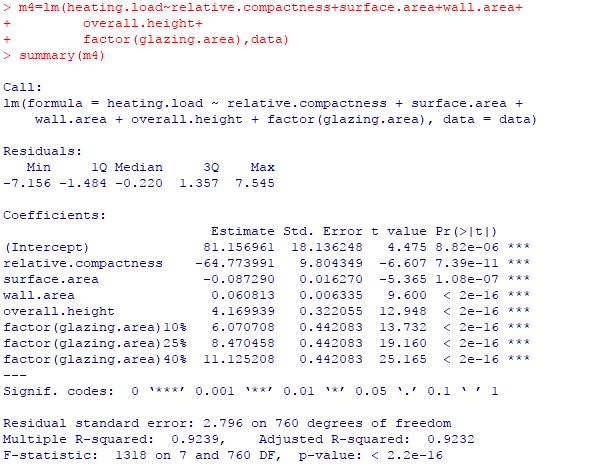 > m4=lm(heating.load~relative.compactness+surface.area+wall.area+
+ overall.height+
+ factor(glazing.area),data)
> summary(m4)
Call:
lm(formula = heating.load ~ relative.compactness + surface.area +
wall.area + overall.height + factor(glazing.area), data = data)
Residuals:
Min 1Q Median 3Q Max
-7.156 -1.484 -0.220 1.357 7.545
Coefficients:
Estimate Std. Error t value Pr(>|t|)
(Intercept) 81.156961 18.136248 4.475 8.82e-06 ***
relative.compactness -64.773991 9.804349 -6.607 7.39e-11 ***
surface.area -0.087290 0.016270 -5.365 1.08e-07 ***
wall.area 0.060813 0.006335 9.600 < 2e-16 ***
overall.height 4.169939 0.322055 12.948 < 2e-16 ***
factor(glazing.area)10% 6.070708 0.442083 13.732 < 2e-16 ***
factor(glazing.area)25% 8.470458 0.442083 19.160 < 2e-16 ***
factor(glazing.area)40% 11.125208 0.442083 25.165 < 2e-16 ***
---
Signif. codes: 0 ‘***’ 0.001 ‘**’ 0.01 ‘*’ 0.05 ‘.’ 0.1 ‘ ’ 1
Residual standard error: 2.796 on 760 degrees of freedom
Multiple R-squared: 0.9239, Adjusted R-squared: 0.9232
F-statistic: 1318 on 7 and 760 DF, p-value: < 2.2e-16